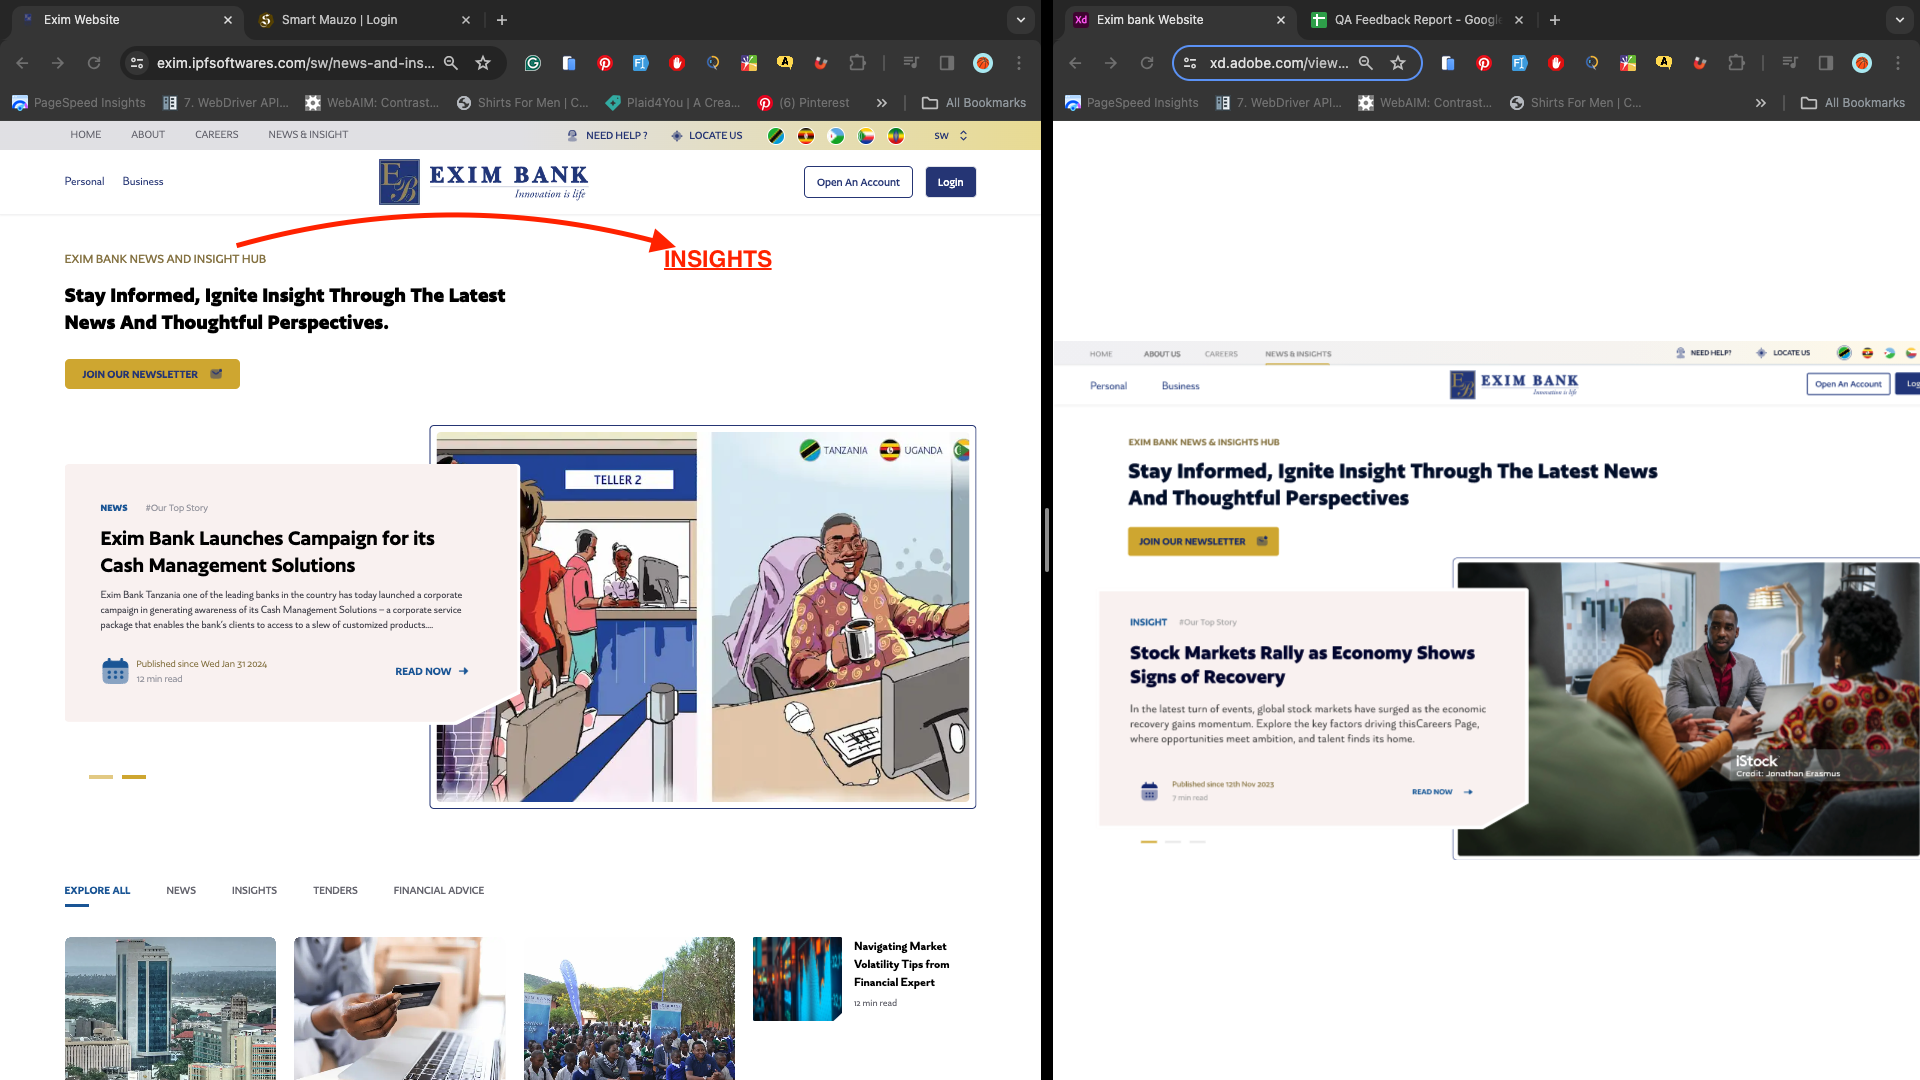 Exim Website
Smart Mauzo | Login
exim.ipfsoftwares.com/sw/news-and-ins...
PageSpeed Insights
7. WebDriver API...
WebAIM: Contrast...
Shirts For Men | C...
Plaid4You | A Crea...
(6) Pinterest
All Bookmarks
HOME
ABOUT
CAREERS
NEWS & INSIGHT
NEED HELP ?
LOCATE US
SW
Personal
Business
EB
EXIM BANK
Innovation is life
Open An Account
Login
INSIGHTS
EXIM BANK NEWS AND INSIGHT HUB
Stay Informed, Ignite Insight Through The Latest
News And Thoughtful Perspectives.
JOIN OUR NEWSLETTER
TELLER 2
TANZANIA
UGANDA
NEWS
#Our Top Story
Exim Bank Launches Campaign for its
Cash Management Solutions
Exim Bank Tanzania one of the leading banks in the country has today launched a corporate
campaign in generating awareness of its Cash Management Solutions – a corporate service
package that enables the bank's clients to access to a slew of customized products....
Published since Wed Jan 31 2024
12 min read
READ NOW
EXPLORE ALL
NEWS
INSIGHTS
TENDERS
FINANCIAL ADVICE
Navigating Market
Volatility Tips from
Financial Expert
12 min read
Xd
Exim bank Website
QA Feedback Report - Google
xd.adobe.com/view...
PageSpeed Insights
7. WebDriver API...
WebAIM: Contrast...
Shirts For Men | C...
All Bookmarks
HOME
ABOUT US
CAREERS
NEWS & INSIGHTS
NEED HELP?
LOCATE US
Personal
Business
EB
EXIM BANK
Innovation is life
Open An Account
Log
EXIM BANK NEWS & INSIGHTS HUB
Stay Informed, Ignite Insight Through The Latest News
And Thoughtful Perspectives
JOIN OUR NEWSLETTER
INSIGHT
#Our Top Story
Stock Markets Rally as Economy Shows
Signs of Recovery
In the latest turn of events, global stock markets have surged as the economic
recovery gains momentum. Explore the key factors driving thisCareers Page,
where opportunities meet ambition, and talent finds its home.
Published since 12th Nov 2023
7 min read
READ NOW
iStock
Credit: Jonathan Erasmus